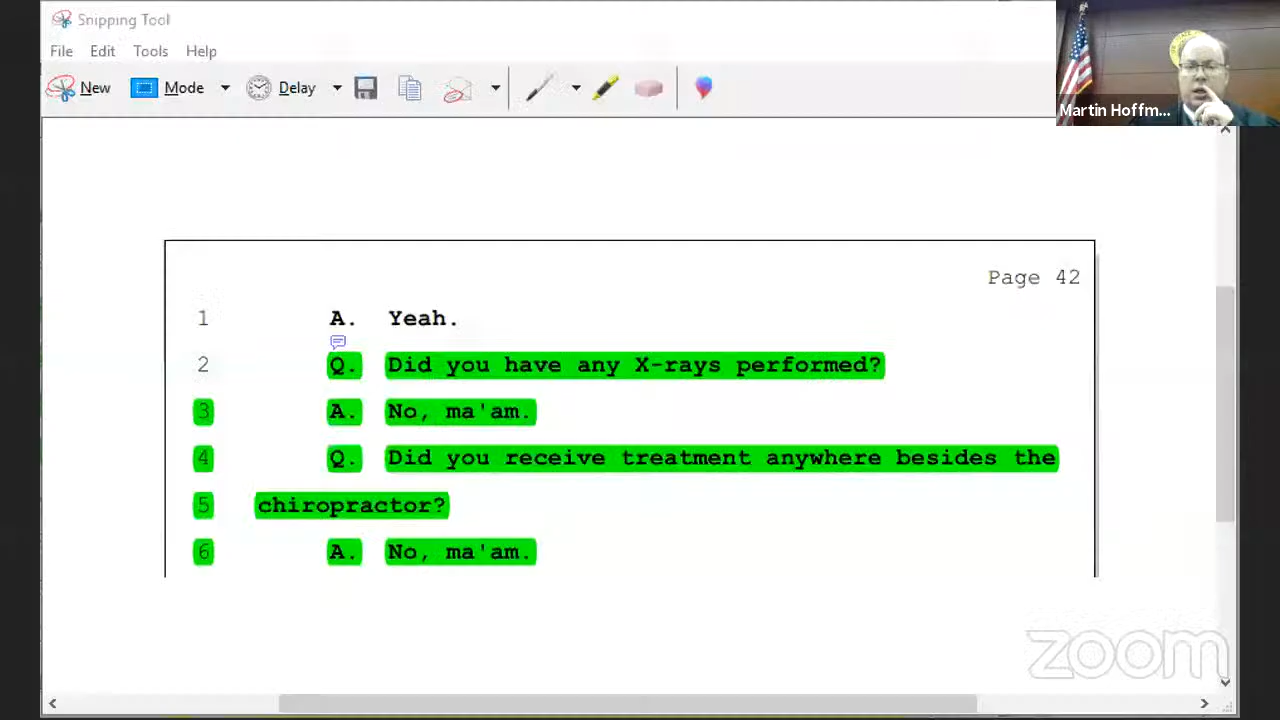 Snipping Tool
File Edit Tools Help
New Mode Delay
Martin Hoffm...
Page 42
1 A. Yeah.
2 Q. Did you have any X-rays performed?
3 A. No, ma'am.
4 Q. Did you receive treatment anywhere besides the
5 chiropractor?
6 A. No, ma'am.
zoom